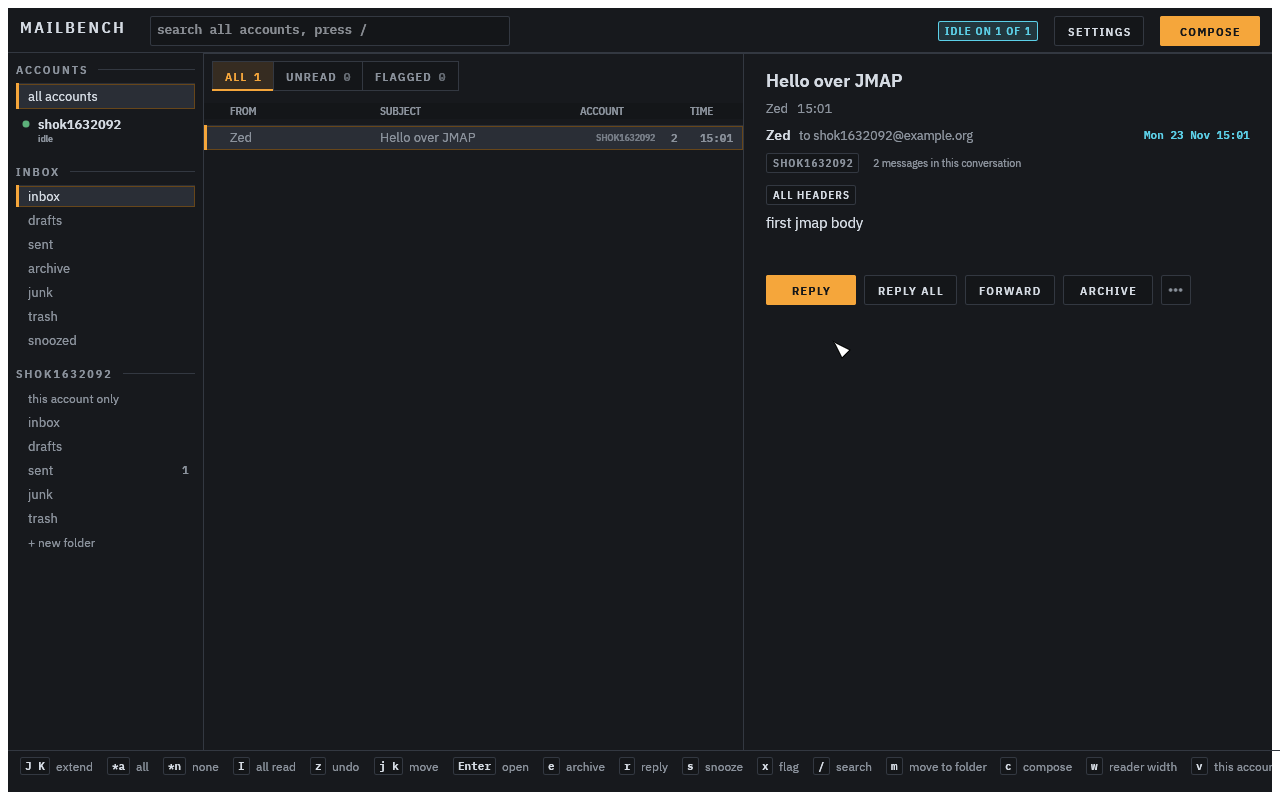 MAILBENCH search all accounts, press / IDLE ON 1 OF 1 SETTINGS COMPOSE
ACCOUNTS
all accounts
shok1632092
idle
INBOX
inbox
drafts
sent
archive
junk
trash
snoozed
SHOK1632092
this account only
inbox
drafts
sent 1
junk
trash
+ new folder
ALL 1 UNREAD 0 FLAGGED 0
FROM SUBJECT ACCOUNT TIME
Zed Hello over JMAP SHOK1632092 2 15:01
Hello over JMAP
Zed 15:01
Zed to shok1632092@example.org Mon 23 Nov 15:01
SHOK1632092 2 messages in this conversation
ALL HEADERS
first jmap body
REPLY REPLY ALL FORWARD ARCHIVE •••
J K extend *a all *n none I all read z undo j k move Enter open e archive r reply s snooze x flag / search m move to folder c compose w reader width v this accour